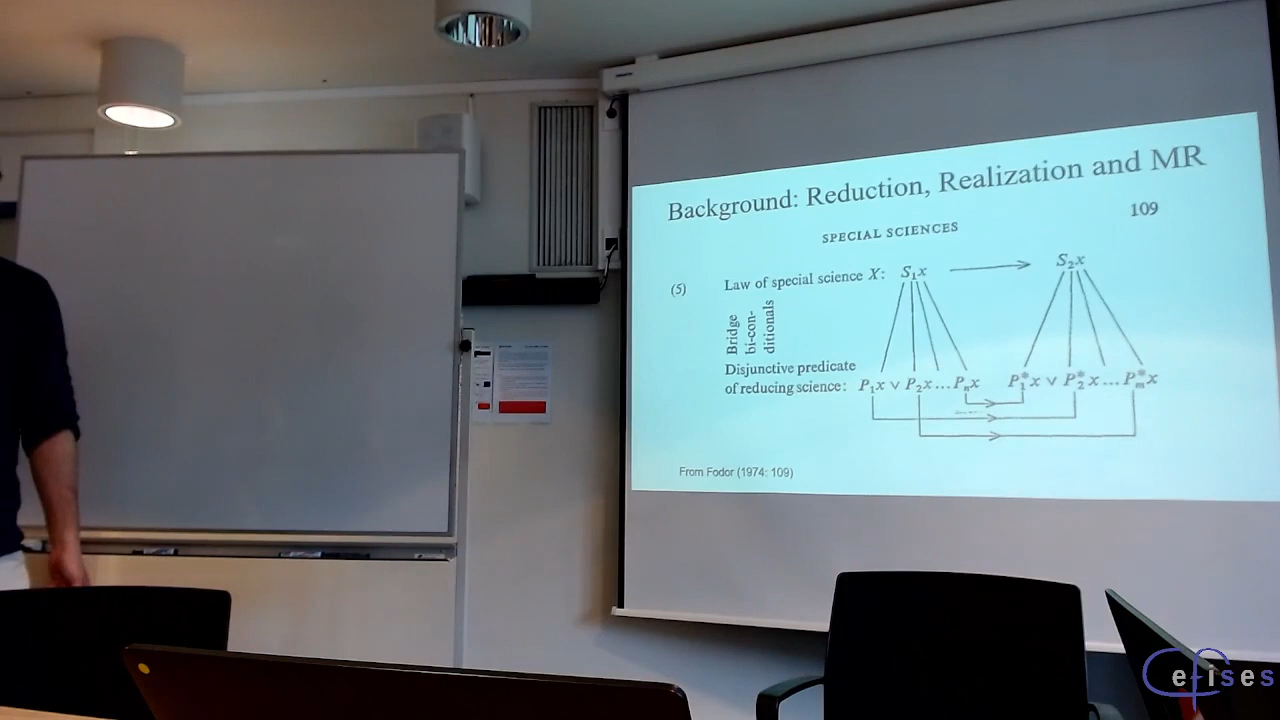 Background: Reduction, Realization and MR
109
SPECIAL SCIENCES
(5) Law of special science X: S₁x → S₂x
Bridge
bi-con-
ditionals
Disjunctive predicate
of reducing science: P₁x ∨ P₂x...Pₙx P₁*x ∨ P₂*x...Pₘ*x
From Fodor (1974: 109)
efises